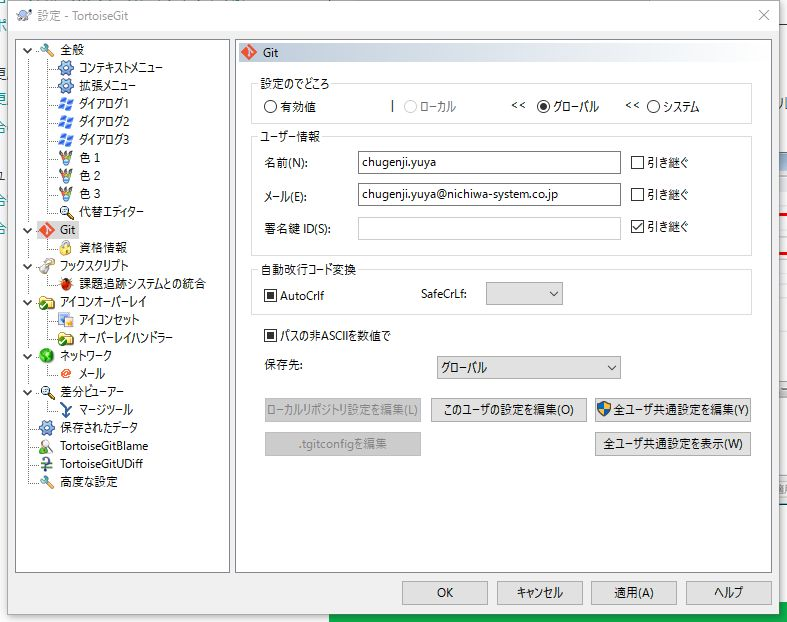 設定 - TortoiseGit
全般
コンテキストメニュー
拡張メニュー
ダイアログ1
ダイアログ2
ダイアログ3
色 1
色 2
色 3
代替エディター
Git
資格情報
フックスクリプト
課題追跡システムとの統合
アイコンオーバーレイ
アイコンセット
オーバーレイハンドラー
ネットワーク
メール
差分ビューアー
マージツール
保存されたデータ
TortoiseGitBlame
TortoiseGitUDiff
高度な設定
Git
設定のでどころ
有効値 | ローカル << グローバル << システム
ユーザー情報
名前(N): chugenji.yuya 引き継ぐ
メール(E): chugenji.yuya@nichiwa-system.co.jp 引き継ぐ
署名鍵 ID(S): 引き継ぐ
自動改行コード変換
AutoCrlf SafeCrLf:
パスの非ASCIIを数値で
保存先: グローバル
ローカルリポジトリ設定を編集(L) このユーザの設定を編集(O) 全ユーザ共通設定を編集(Y)
.tgitconfigを編集 全ユーザ共通設定を表示(W)
OK キャンセル 適用(A) ヘルプ